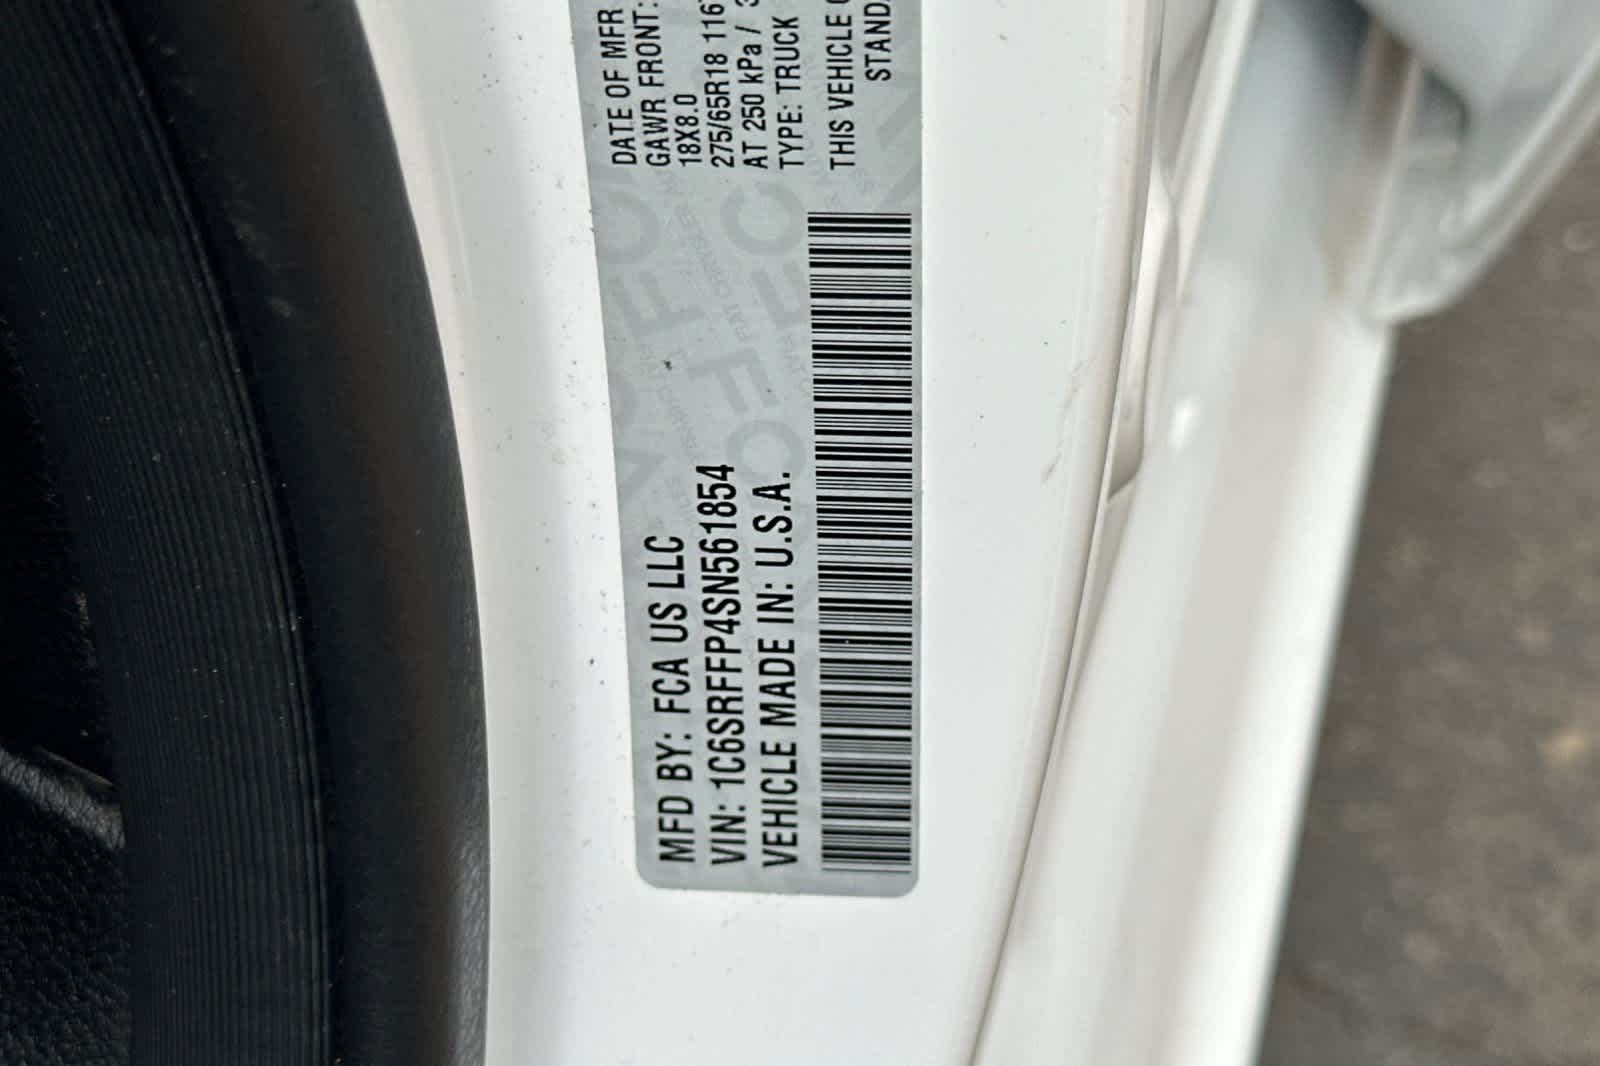 MFD BY: FCA US LLC
VIN: 1C6SRFFP4SN561854
VEHICLE MADE IN: U.S.A.
DATE OF MFR
GAWR FRONT:
18X8.0
275/65R18 116
AT 250 kPa /
TYPE: TRUCK
THIS VEHICLE